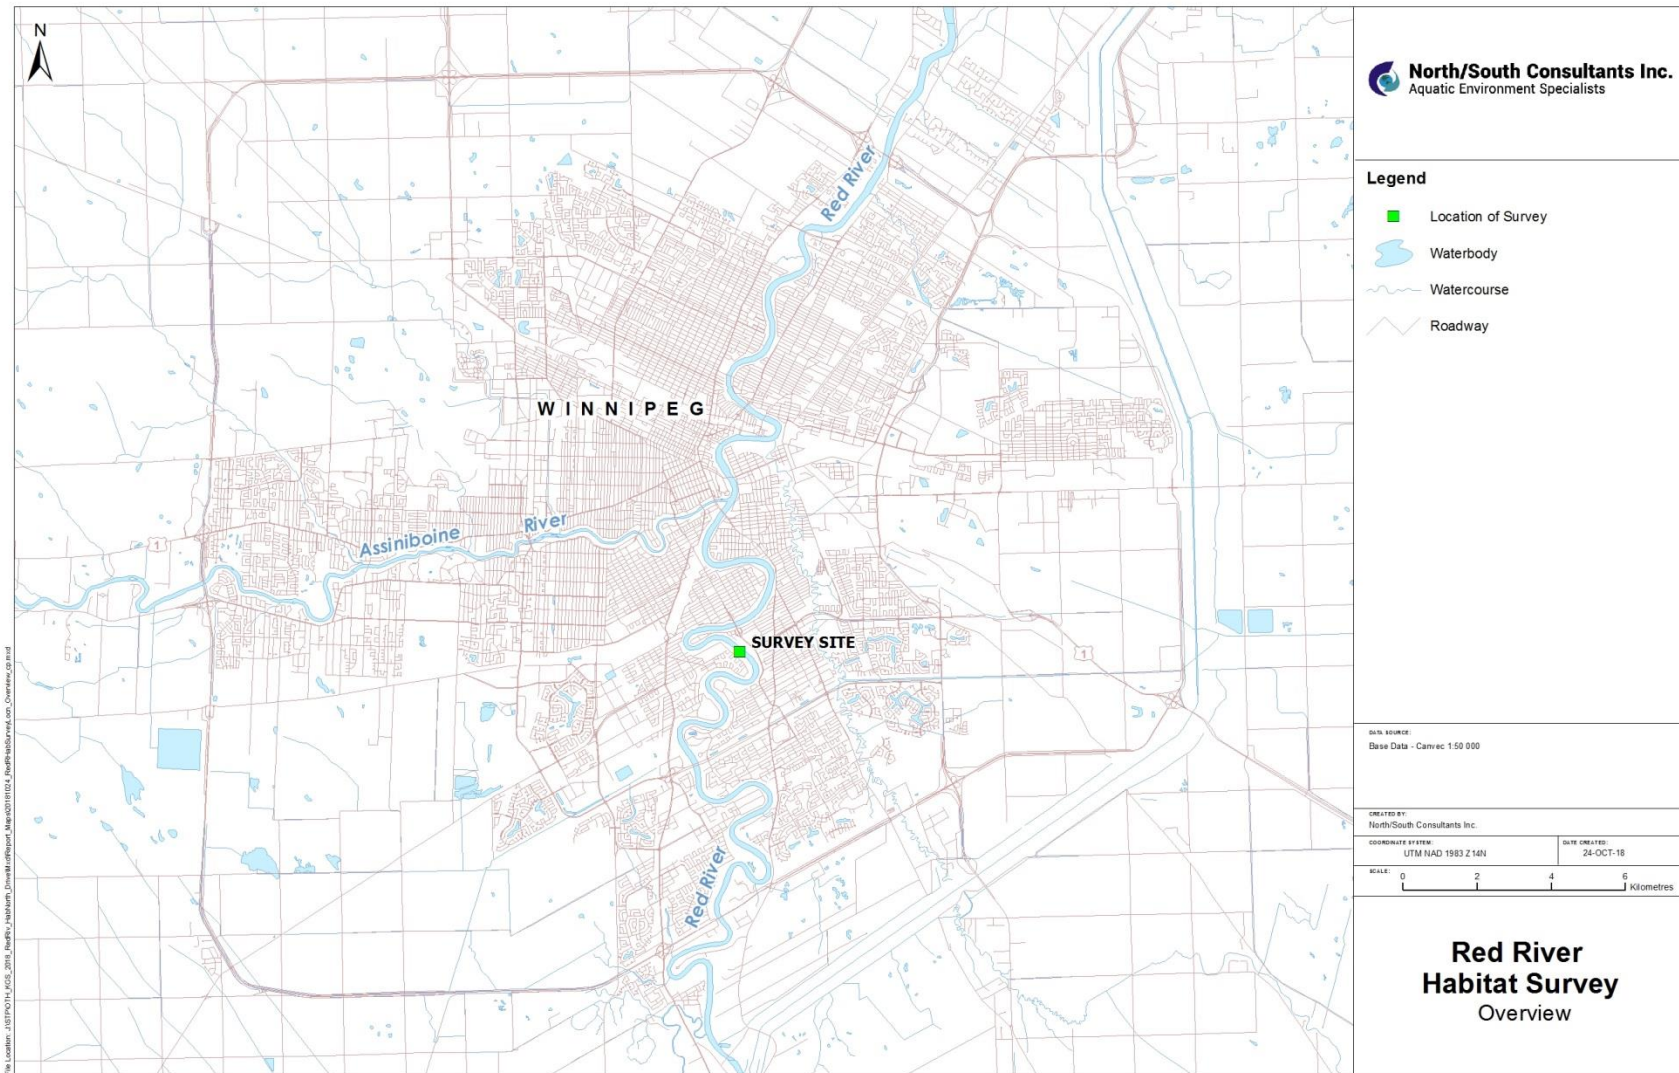 N
Red River
WINNIPEG
Assiniboine River
1
SURVEY SITE
1
Red River
North/South Consultants Inc.
Aquatic Environment Specialists
Legend
Location of Survey
Waterbody
Watercourse
Roadway
DATA SOURCE:
Base Data - Canvec 1:50 000
CREATED BY:
North/South Consultants Inc.
COORDINATE SYSTEM:
UTM NAD 1983 Z14N
DATE CREATED:
24-OCT-18
SCALE:
0 2 4 6
Kilometres
Red River
Habitat Survey
Overview